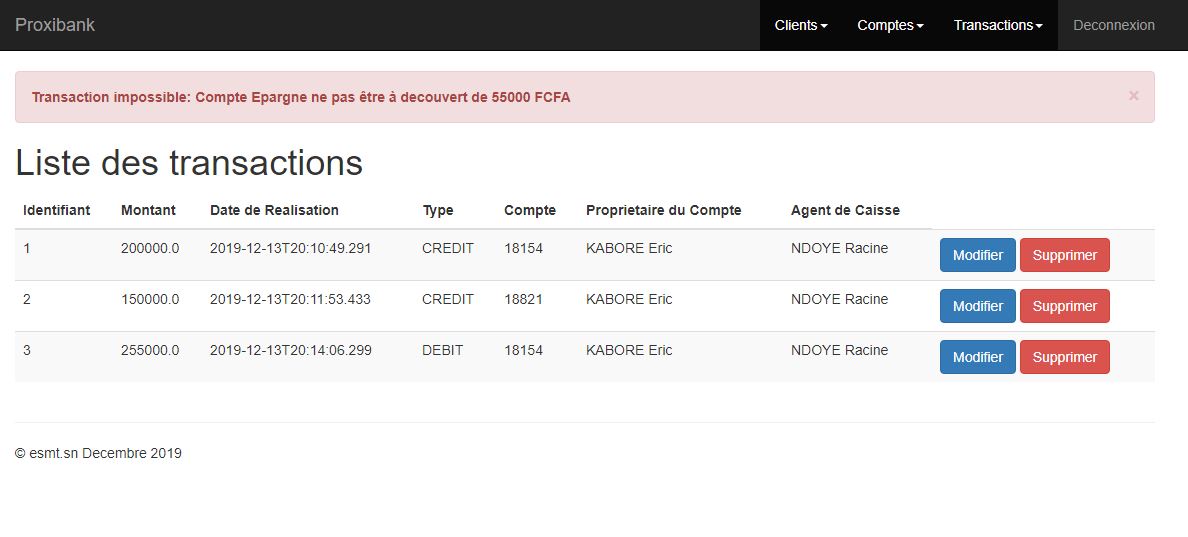 Proxibank Clients Comptes Transactions Deconnexion
Transaction impossible: Compte Epargne ne pas être à decouvert de 55000 FCFA ×
Liste des transactions
Identifiant Montant Date de Realisation Type Compte Proprietaire du Compte Agent de Caisse
1 200000.0 2019-12-13T20:10:49.291 CREDIT 18154 KABORE Eric NDOYE Racine Modifier Supprimer
2 150000.0 2019-12-13T20:11:53.433 CREDIT 18821 KABORE Eric NDOYE Racine Modifier Supprimer
3 255000.0 2019-12-13T20:14:06.299 DEBIT 18154 KABORE Eric NDOYE Racine Modifier Supprimer
© esmt.sn Decembre 2019